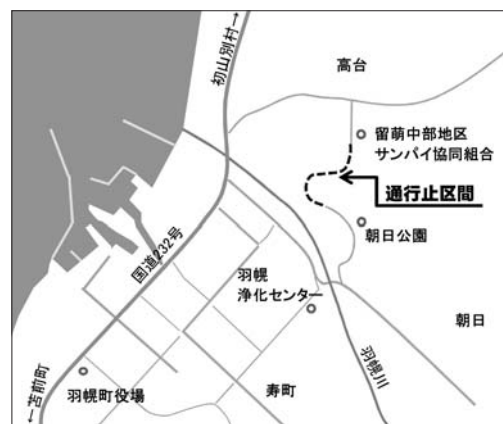 初山別村→
高台
留萌中部地区
サンパイ協同組合
通行止区間
朝日公園
国道232号
羽幌
浄化センター
朝日
羽幌川
←苫前町
羽幌町役場
寿町